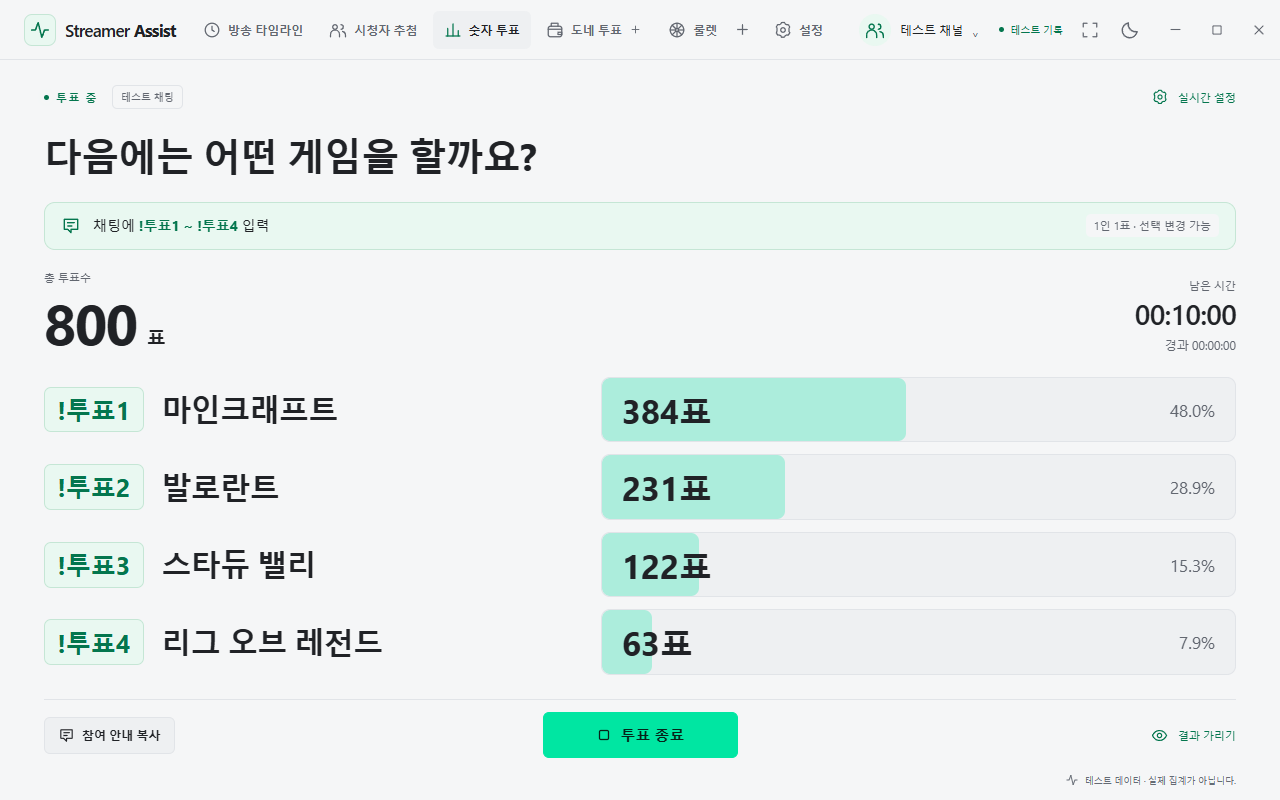 Streamer Assist 방송 타임라인 시청자 추첨 숫자 투표 도네 투표 + 룰렛 + 설정 테스트 채널 테스트 기록
투표 중 테스트 채팅 실시간 설정
다음에는 어떤 게임을 할까요?
채팅에 !투표1 ~ !투표4 입력 1인 1표 · 선택 변경 가능
총 투표수
800 표
남은 시간
00:10:00
경과 00:00:00
!투표1 마인크래프트 384표 48.0%
!투표2 발로란트 231표 28.9%
!투표3 스타듀 밸리 122표 15.3%
!투표4 리그 오브 레전드 63표 7.9%
참여 안내 복사 투표 종료 결과 가리기
테스트 데이터 · 실제 집계가 아닙니다.